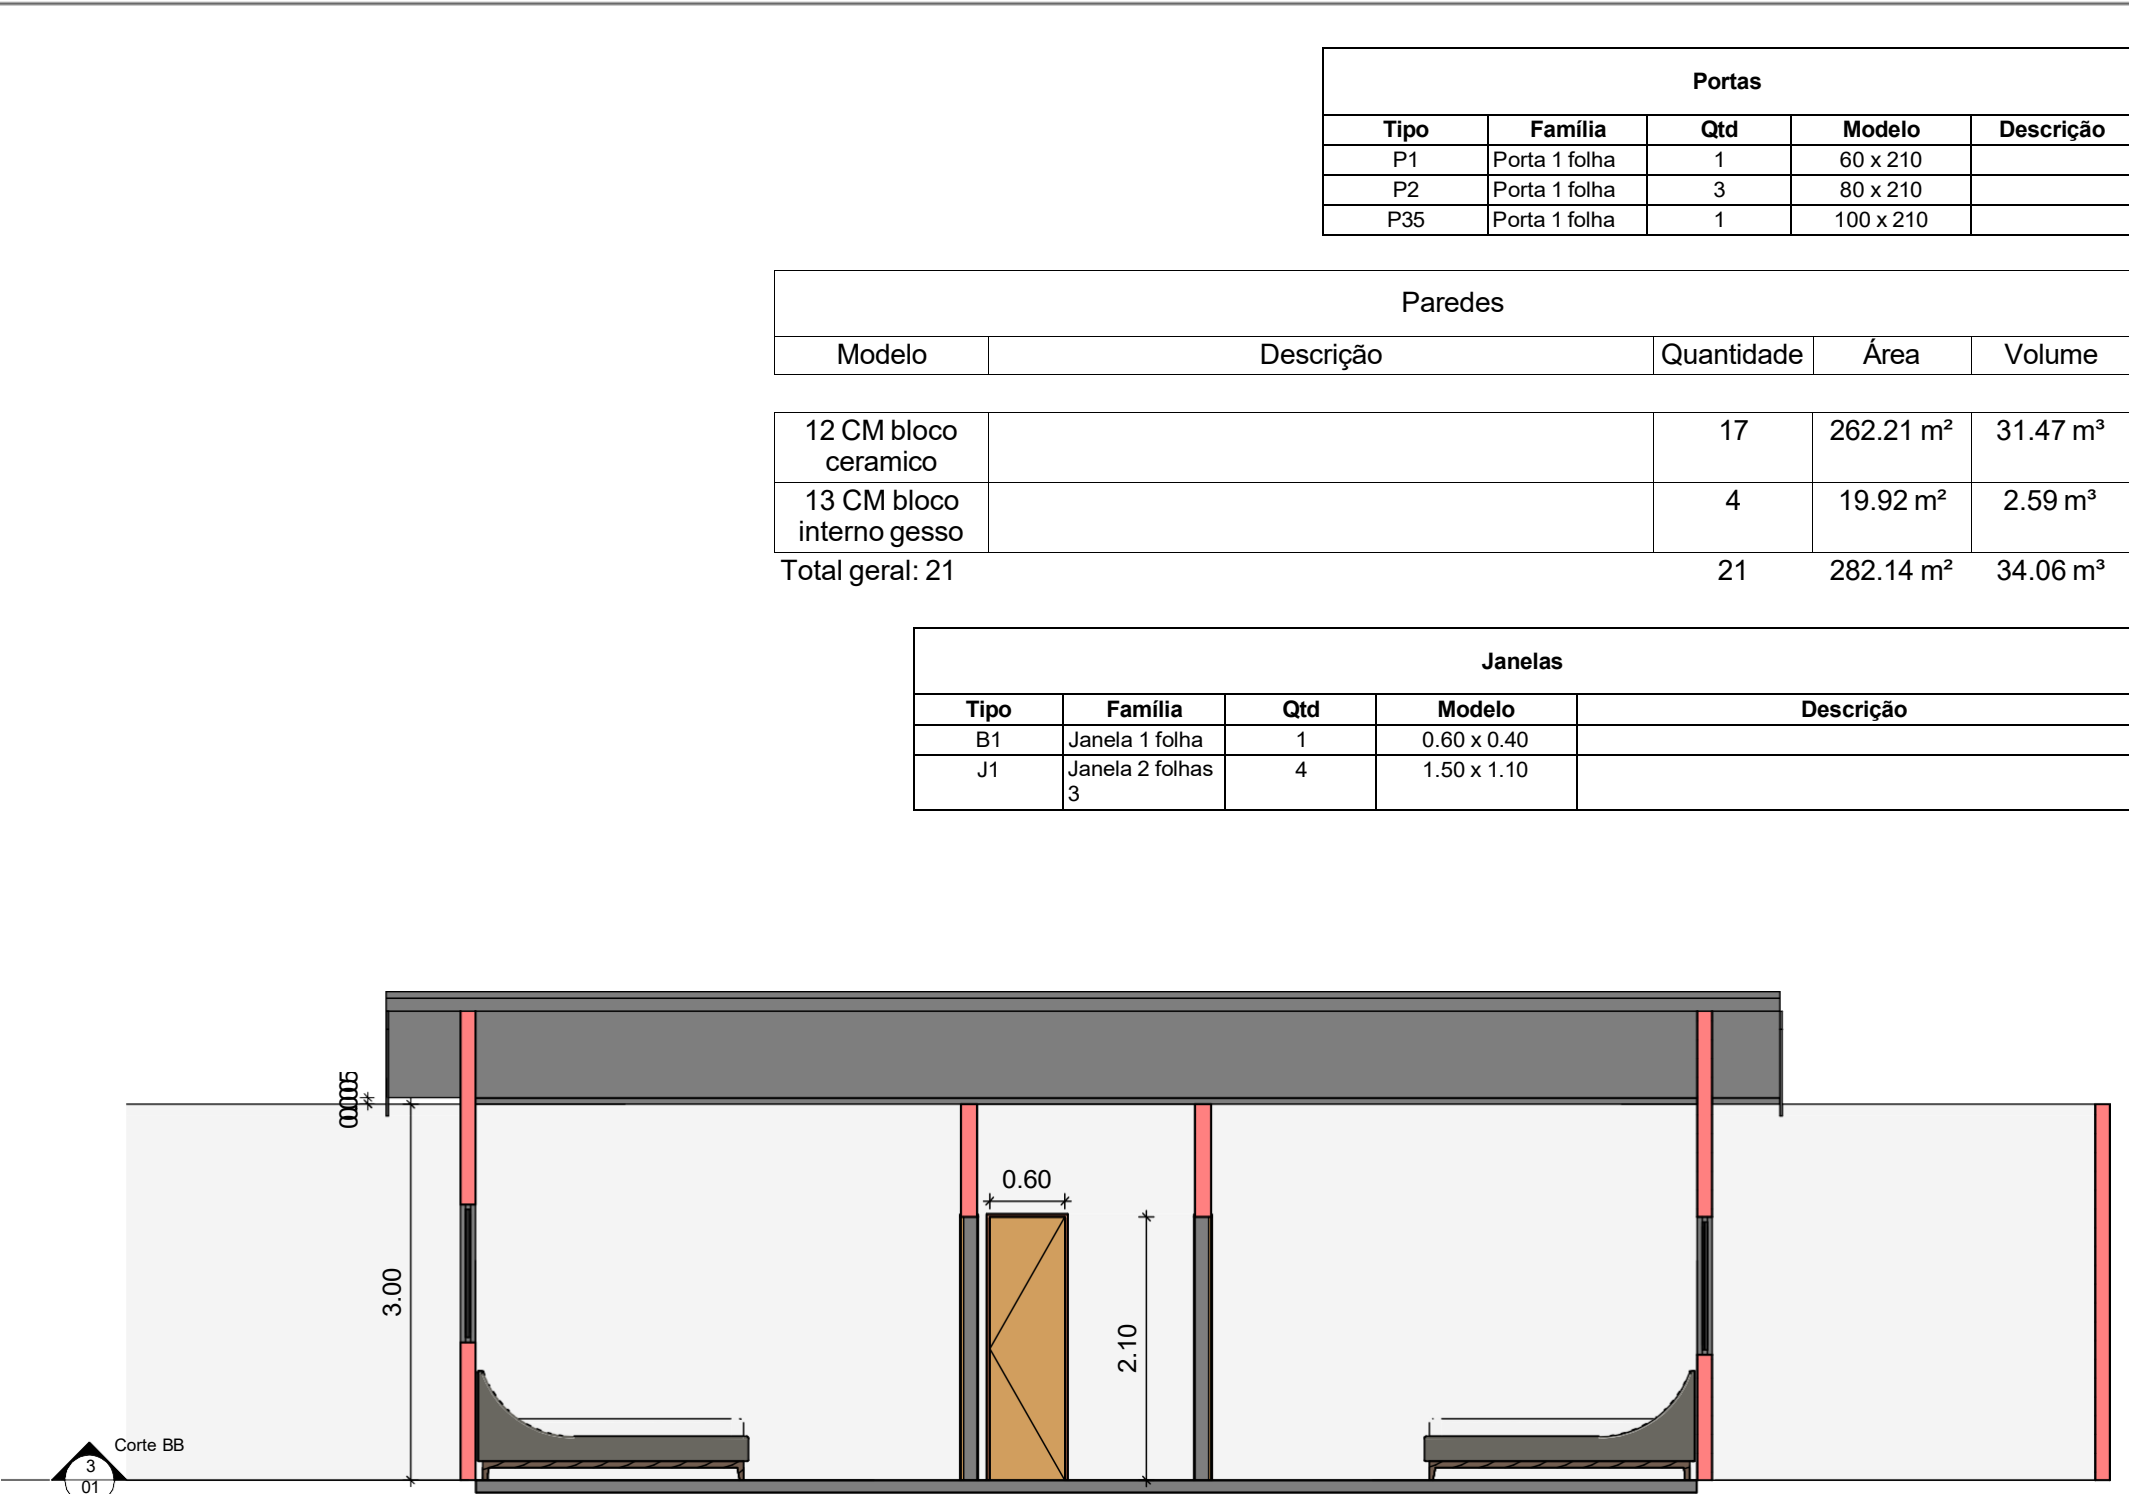 Portas
Tipo Família Qtd Modelo Descrição
P1 Porta 1 folha 1 60 x 210
P2 Porta 1 folha 3 80 x 210
P35 Porta 1 folha 1 100 x 210
Paredes
Modelo Descrição Quantidade Área Volume
12 CM bloco ceramico 17 262.21 m² 31.47 m³
13 CM bloco interno gesso 4 19.92 m² 2.59 m³
Total geral: 21 21 282.14 m² 34.06 m³
Janelas
Tipo Família Qtd Modelo Descrição
B1 Janela 1 folha 1 0.60 x 0.40
J1 Janela 2 folhas 3 4 1.50 x 1.10
0.60
3.00
2.10
Corte BB
3
01